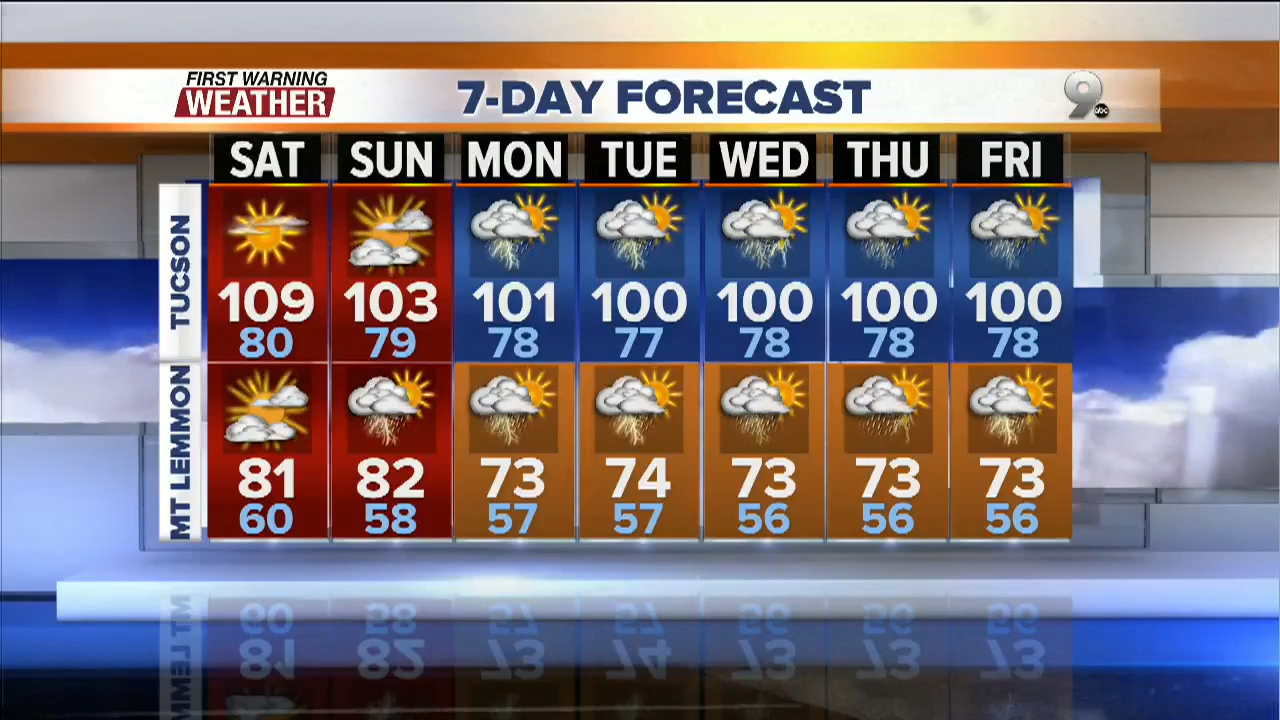 FIRST WARNING
WEATHER
7-DAY FORECAST
9
abc
SAT SUN MON TUE WED THU FRI
TUCSON
109 103 101 100 100 100 100
80 79 78 77 78 78 78
MT LEMMON
81 82 73 74 73 73 73
60 58 57 57 56 56 56